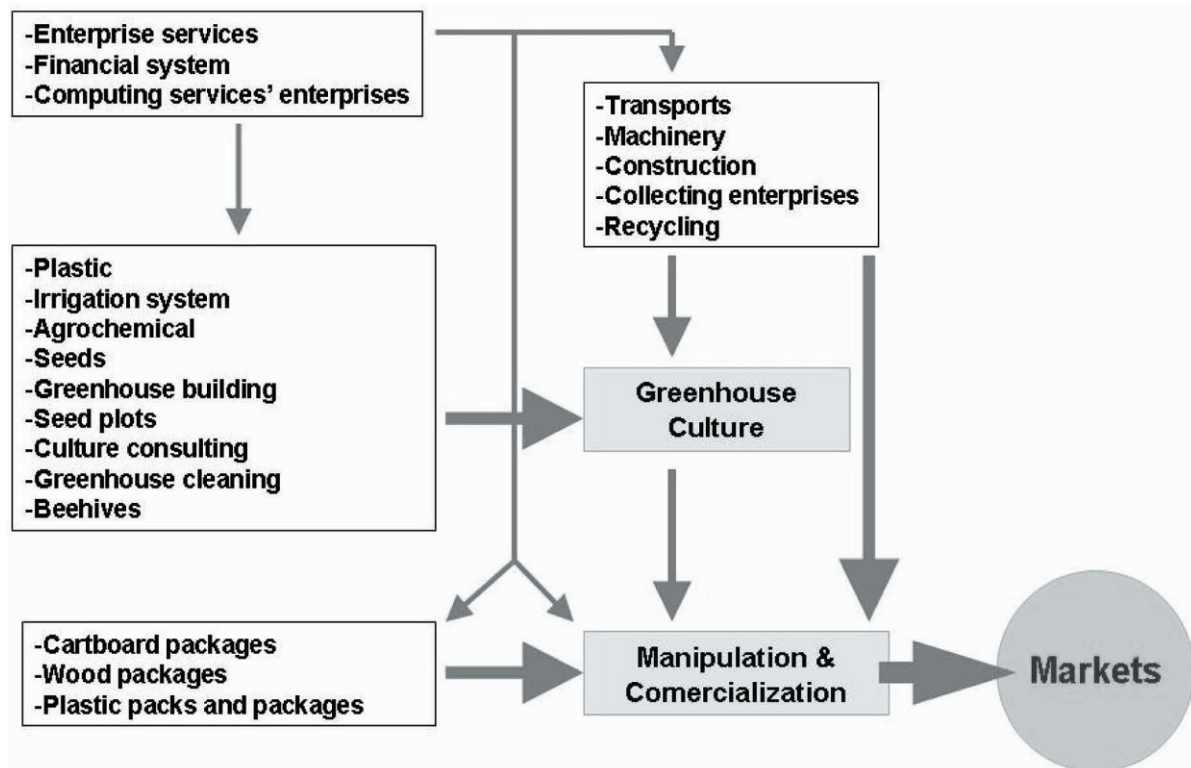 -Enterprise services
-Financial system
-Computing services' enterprises
-Transports
-Machinery
-Construction
-Collecting enterprises
-Recycling
-Plastic
-Irrigation system
-Agrochemical
-Seeds
-Greenhouse building
-Seed plots
-Culture consulting
-Greenhouse cleaning
-Beehives
Greenhouse
Culture
-Cartboard packages
-Wood packages
-Plastic packs and packages
Manipulation &
Comercialization
Markets